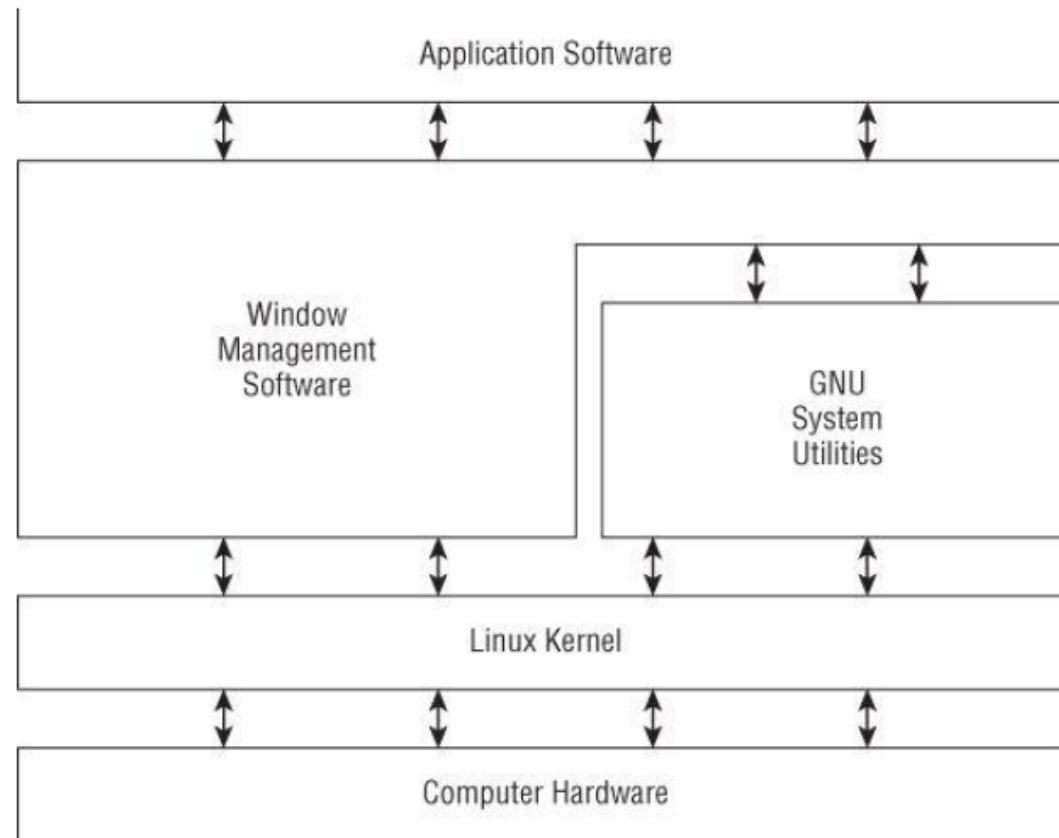 Application Software
Window
Management
Software
GNU
System
Utilities
Linux Kernel
Computer Hardware